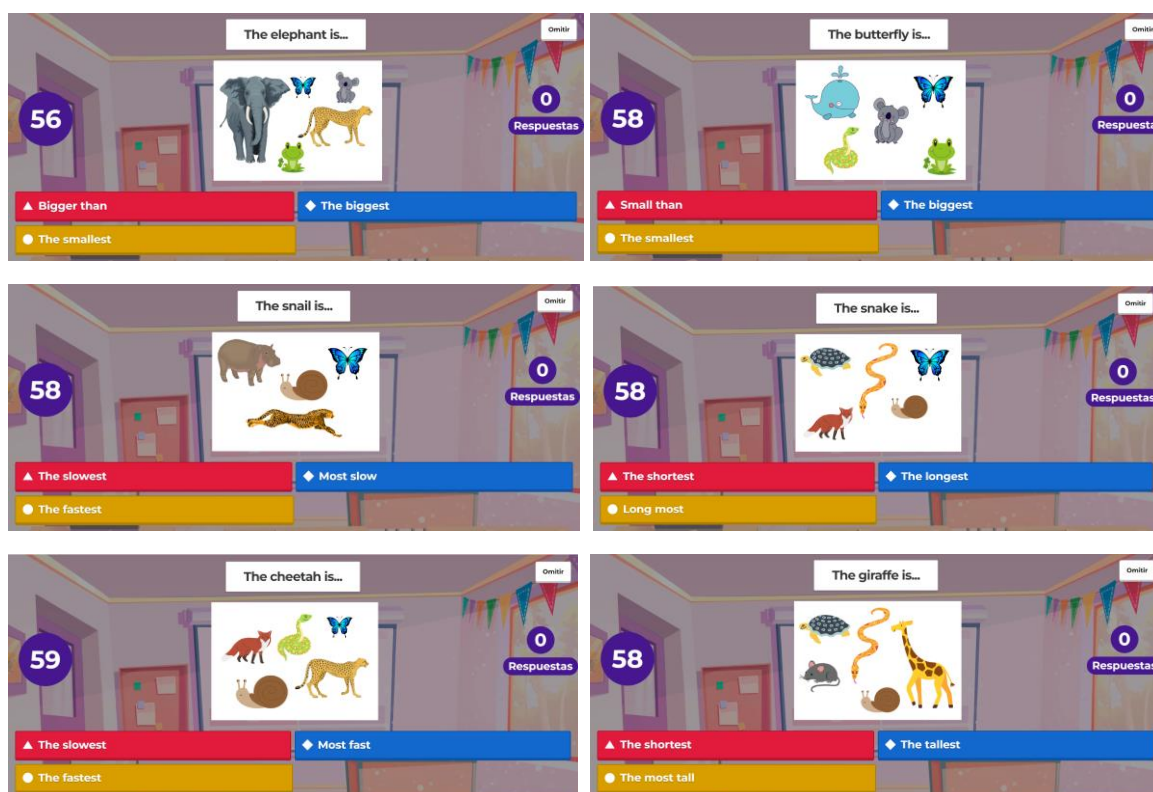 The elephant is...
Omitir
56
0
Respuestas
▲ Bigger than
◆ The biggest
● The smallest
The butterfly is...
Omitir
58
0
Respuestas
▲ Small than
◆ The biggest
● The smallest
The snail is...
Omitir
58
0
Respuestas
▲ The slowest
◆ Most slow
● The fastest
The snake is...
Omitir
58
0
Respuestas
▲ The shortest
◆ The longest
● Long most
The cheetah is...
Omitir
59
0
Respuestas
▲ The slowest
◆ Most fast
● The fastest
The giraffe is...
Omitir
58
0
Respuestas
▲ The shortest
◆ The tallest
● The most tall